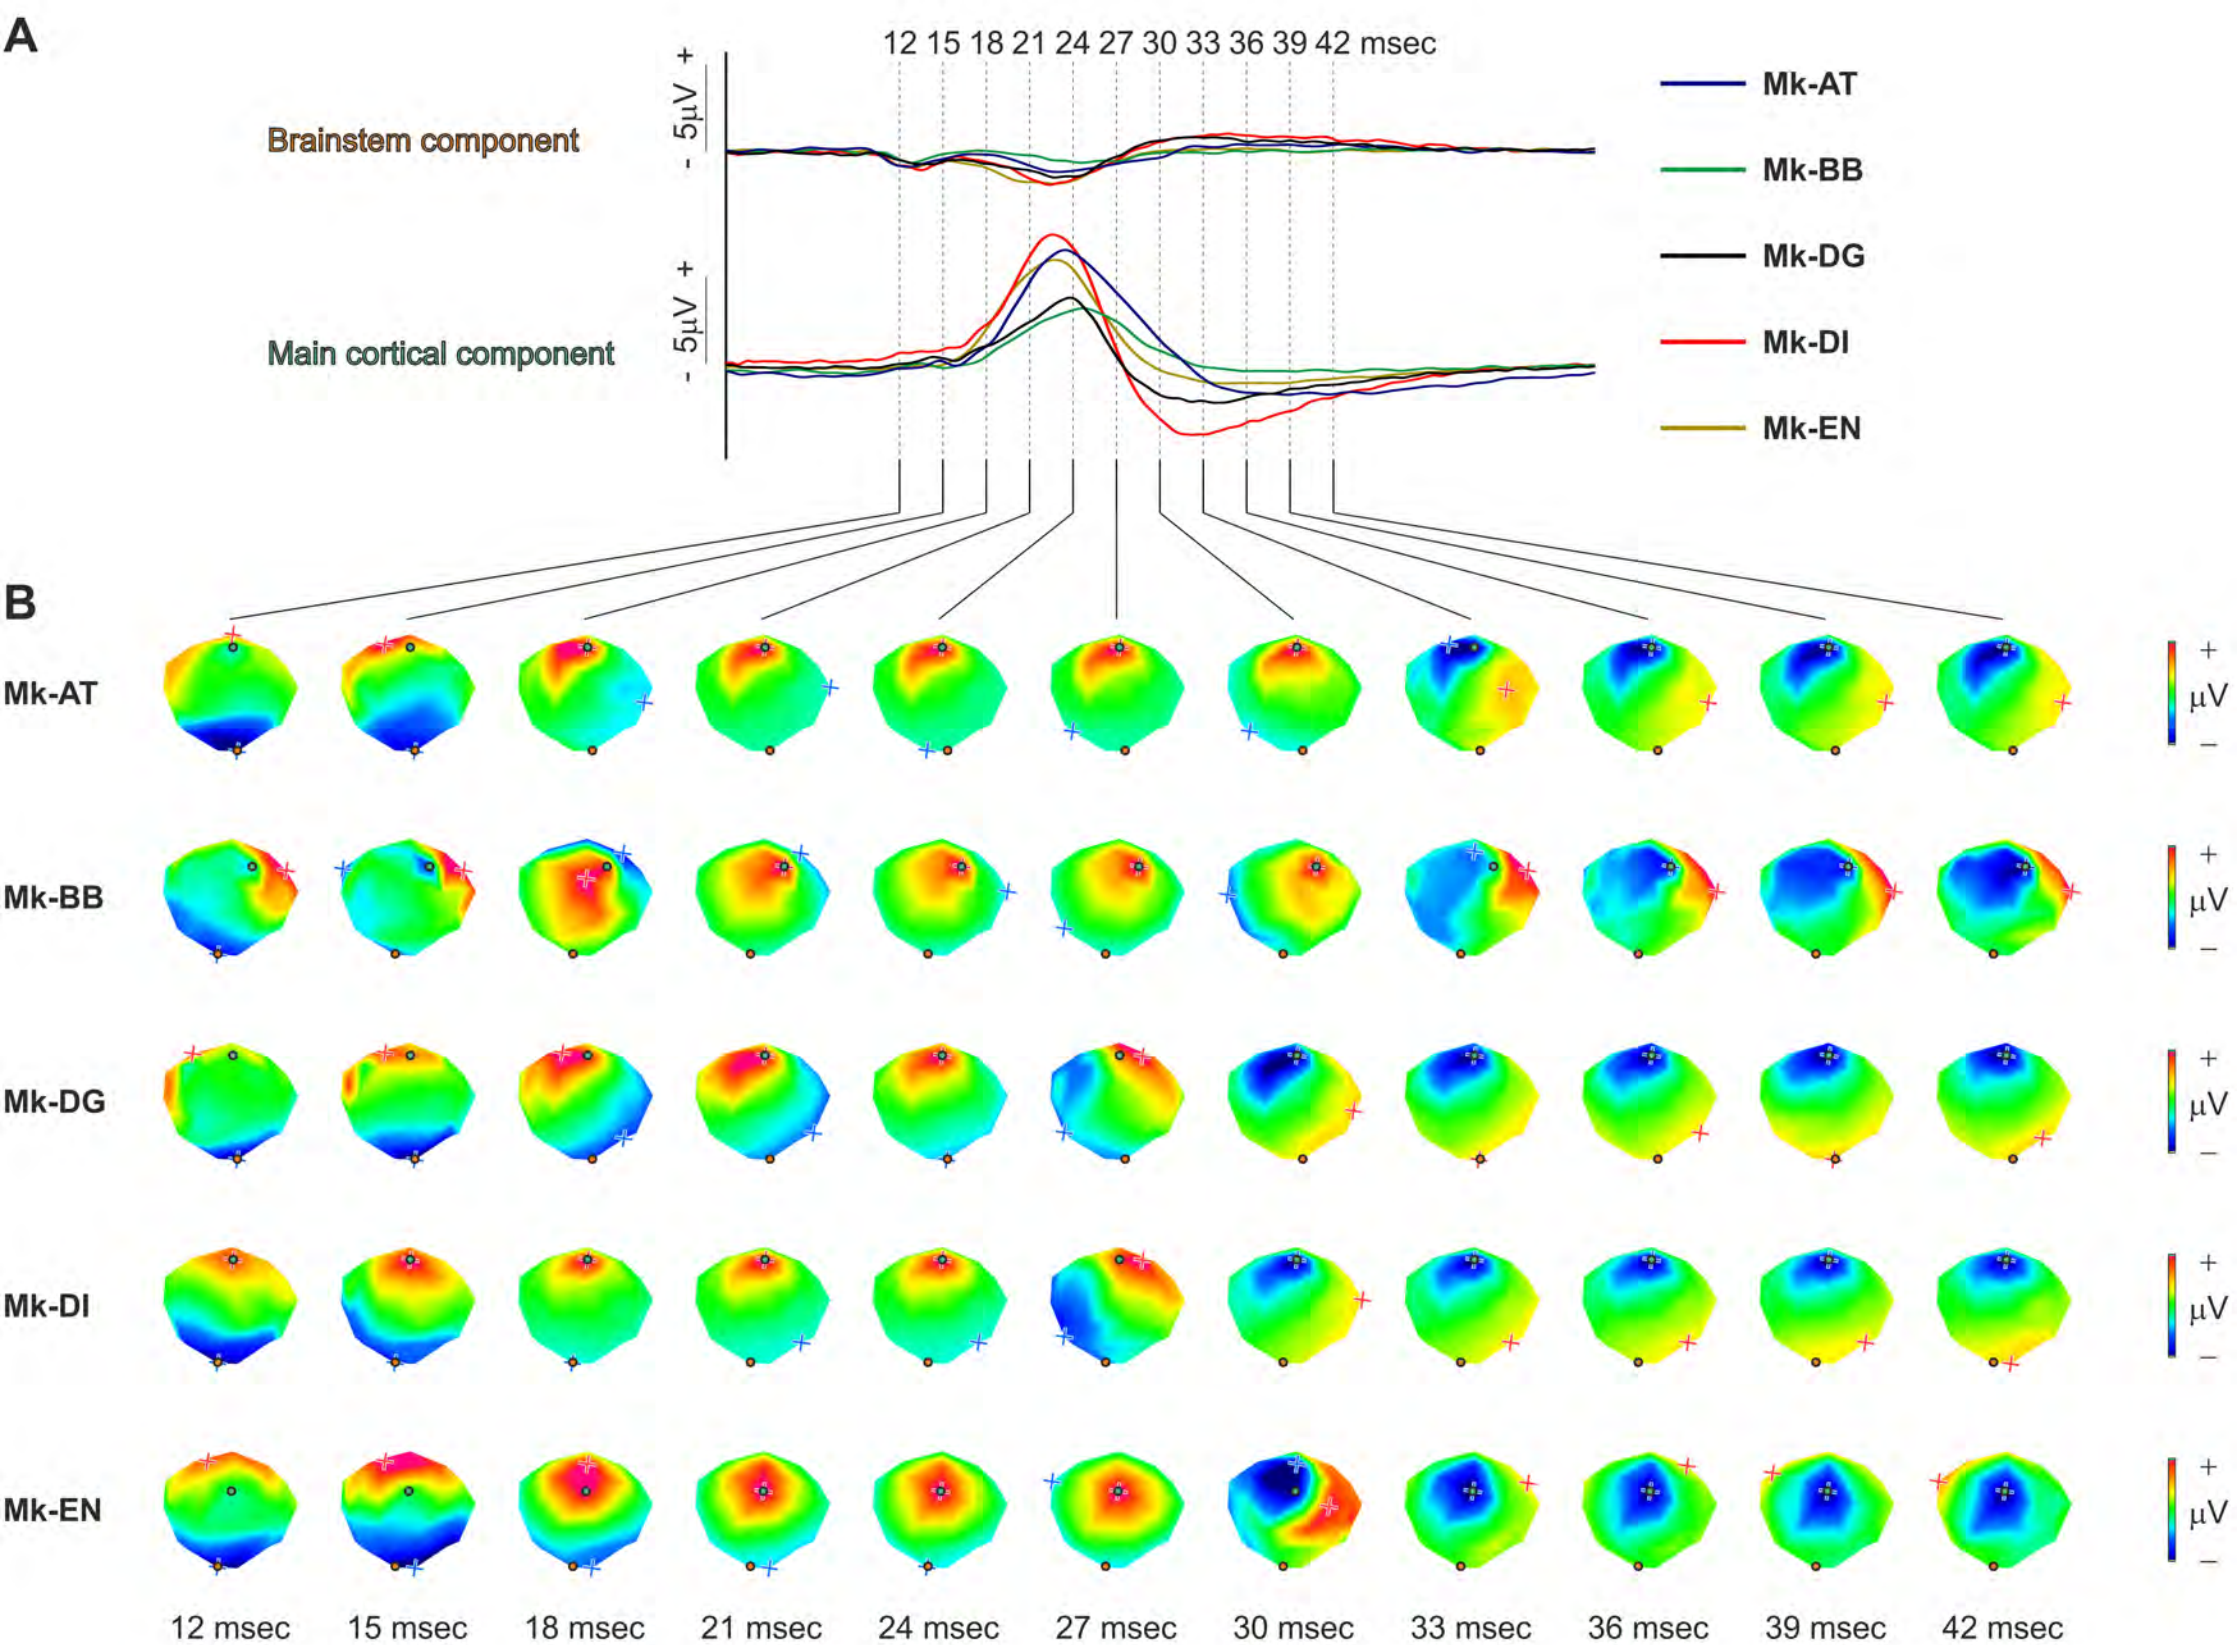 A
12 15 18 21 24 27 30 33 36 39 42 msec
+
5µV
-
Brainstem component
+
5µV
-
Main cortical component
Mk-AT
Mk-BB
Mk-DG
Mk-DI
Mk-EN
B
Mk-AT
+
µV
−
Mk-BB
+
µV
−
Mk-DG
+
µV
−
Mk-DI
+
µV
−
Mk-EN
+
µV
−
12 msec 15 msec 18 msec 21 msec 24 msec 27 msec 30 msec 33 msec 36 msec 39 msec 42 msec